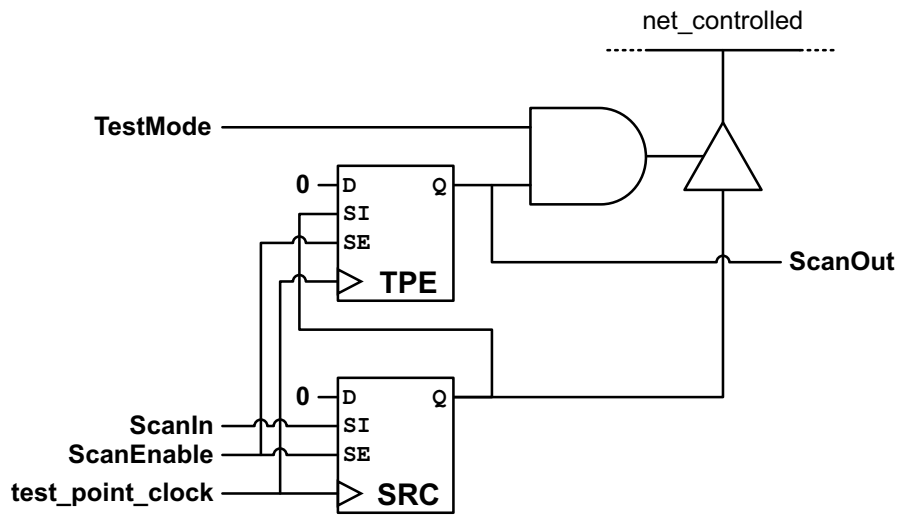 net_controlled
TestMode
0 D Q
SI
SE
TPE
ScanOut
0 D Q
ScanIn SI
ScanEnable SE
test_point_clock SRC